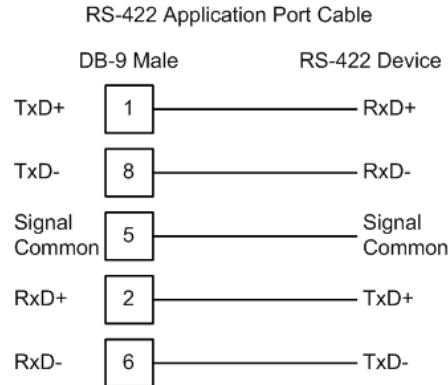 RS-422 Application Port Cable
DB-9 Male RS-422 Device
TxD+ 1 RxD+
TxD- 8 RxD-
Signal Common 5 Signal Common
RxD+ 2 TxD+
RxD- 6 TxD-